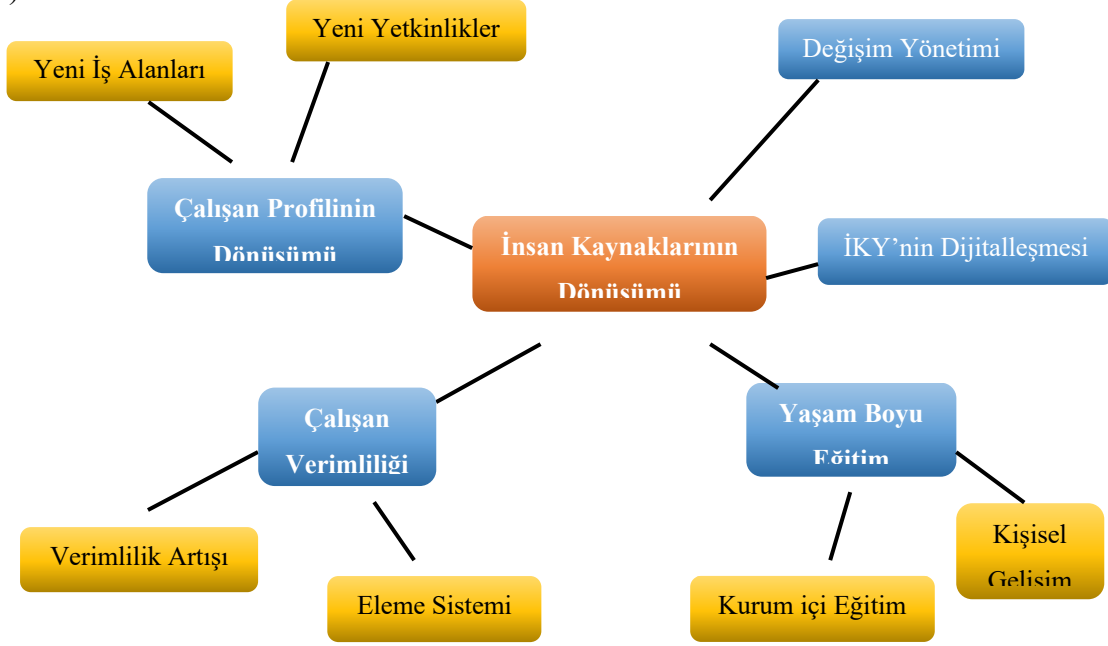 )
Yeni Yetkinlikler
Değişim Yönetimi
Yeni İş Alanları
Çalışan Profilinin
Dönüşümü
İnsan Kaynaklarının
Dönüşümü
İKY’nin Dijitalleşmesi
Çalışan
Verimliliği
Yaşam Boyu
Eğitim
Verimlilik Artışı
Eleme Sistemi
Kurum içi Eğitim
Kişisel
Gelişim